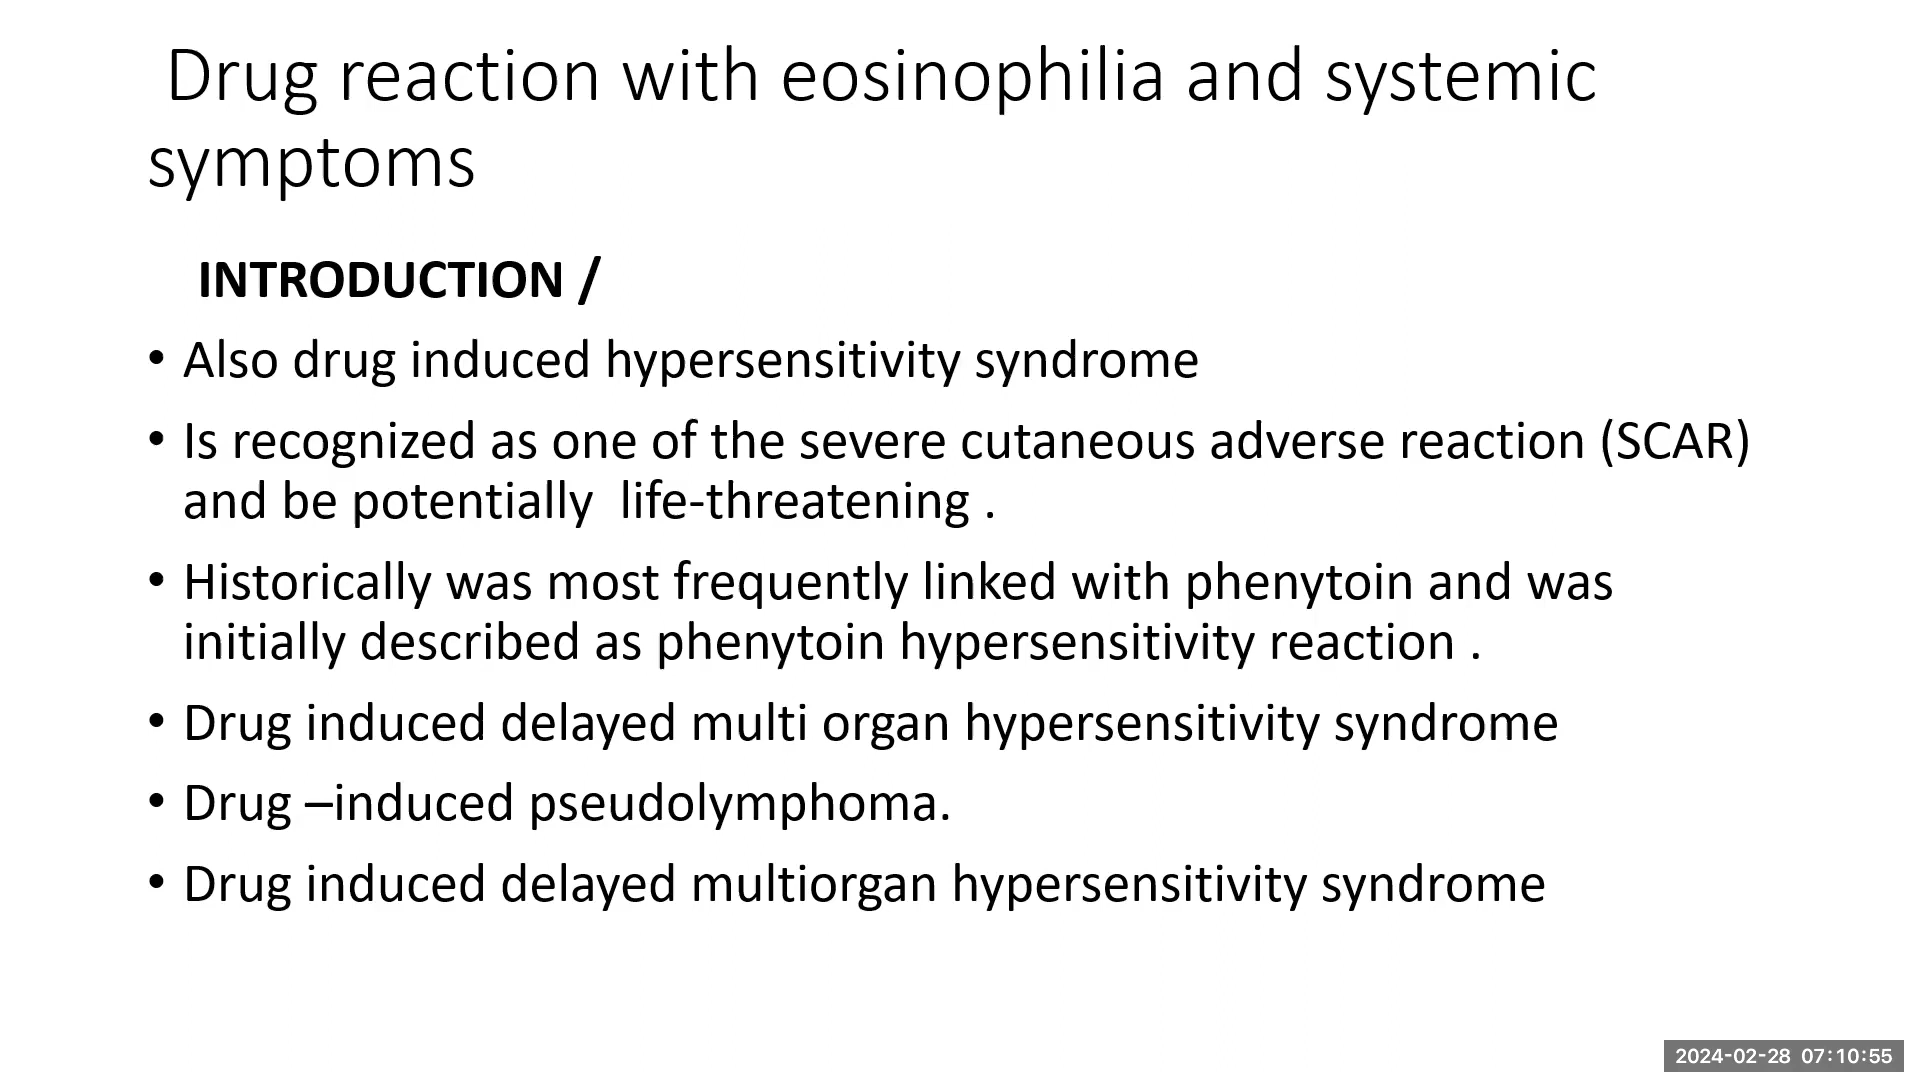 Drug reaction with eosinophilia and systemic
symptoms
INTRODUCTION /
• Also drug induced hypersensitivity syndrome
• Is recognized as one of the severe cutaneous adverse reaction (SCAR)
and be potentially  life-threatening .
• Historically was most frequently linked with phenytoin and was
initially described as phenytoin hypersensitivity reaction .
• Drug induced delayed multi organ hypersensitivity syndrome
• Drug –induced pseudolymphoma.
• Drug induced delayed multiorgan hypersensitivity syndrome
2024-02-28 07:10:55